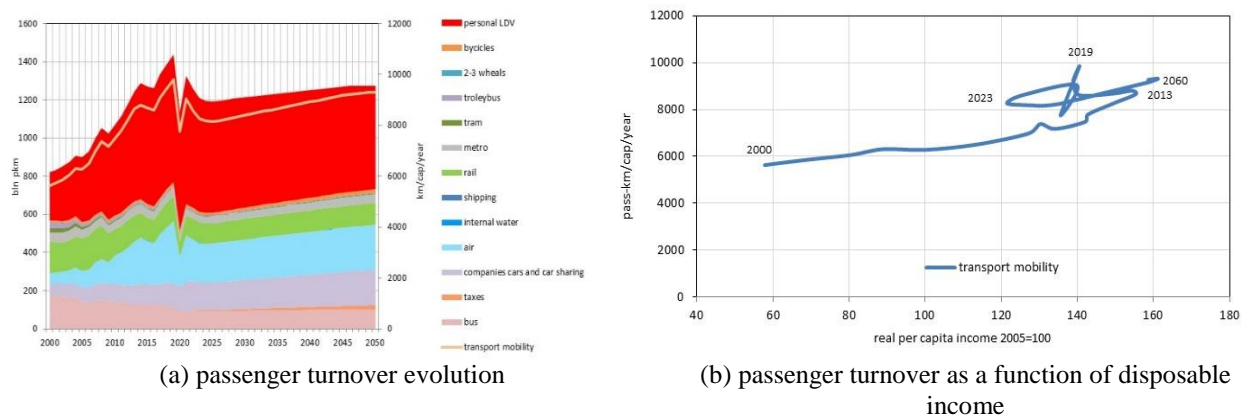 1600
1400
1200
1000
800
600
400
200
0
bln pkm
12000
10000
8000
6000
4000
2000
0
km/cap/year
2000 2005 2010 2015 2020 2025 2030 2035 2040 2045 2050
personal LDV
bycicles
2-3 wheals
troleybus
tram
metro
rail
shipping
internal water
air
companies cars and car sharing
taxes
bus
transport mobility
(a) passenger turnover evolution
12000
10000
8000
6000
4000
2000
0
pass-km/cap/year
2019
2060
2013
2023
2000
transport mobility
40 60 80 100 120 140 160 180
real per capita income 2005=100
(b) passenger turnover as a function of disposable
income